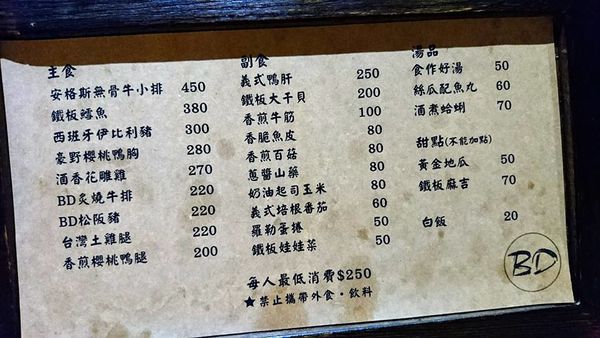 主食
安格斯無骨牛小排 450
鐵板鱈魚 380
西班牙伊比利豬 300
豪野櫻桃鴨胸 280
酒香花雕雞 270
BD炙燒牛排 220
BD松阪豬 220
台灣土雞腿 220
香煎櫻桃鴨腿 200
副食
義式鴨肝 250
鐵板大干貝 200
香煎牛筋 100
香脆魚皮 80
香煎百菇 80
蔥醬山藥 80
奶油起司玉米 80
義式培根番茄 60
羅勒蛋捲 50
鐵板娃娃菜 50
湯品
食作好湯 50
絲瓜配魚丸 60
酒煮蛤蜊 70
甜點(不能加點)
黃金地瓜 50
鐵板麻吉 70
白飯 20
每人最低消費$250
★禁止攜帶外食·飲料
BD